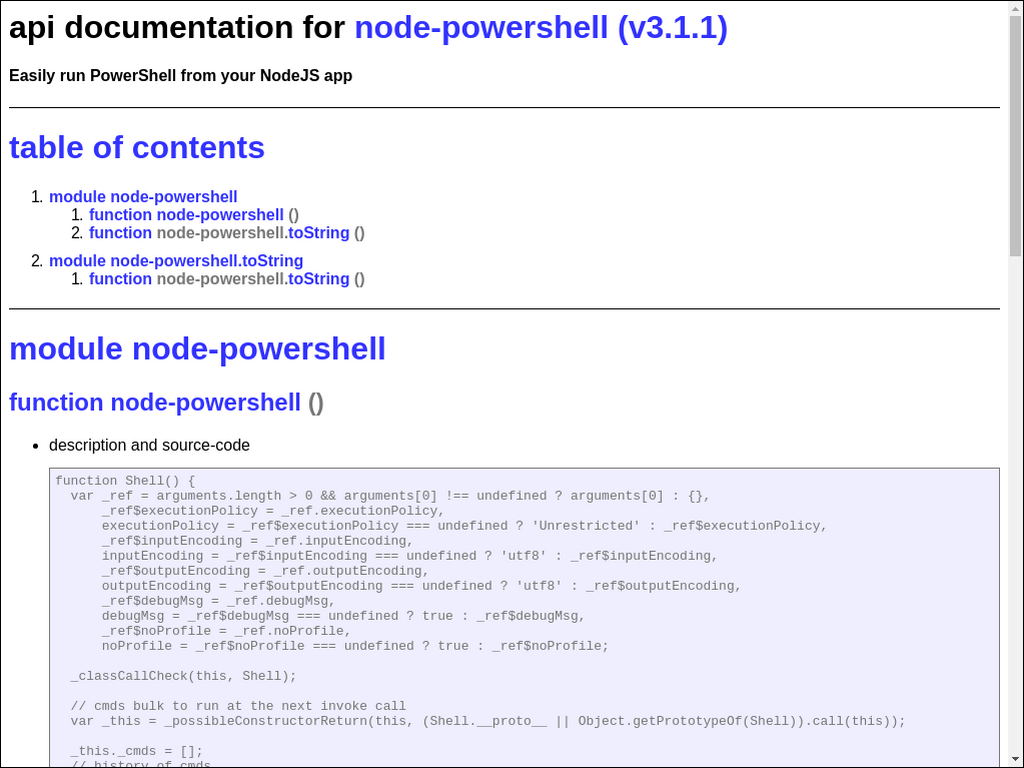 api documentation for node-powershell (v3.1.1)
Easily run PowerShell from your NodeJS app
table of contents
1. module node-powershell
1. function node-powershell ()
2. function node-powershell.toString ()
2. module node-powershell.toString
1. function node-powershell.toString ()
module node-powershell
function node-powershell ()
• description and source-code
function Shell() {
  var _ref = arguments.length > 0 && arguments[0] !== undefined ? arguments[0] : {},
      _ref$executionPolicy = _ref.executionPolicy,
      executionPolicy = _ref$executionPolicy === undefined ? 'Unrestricted' : _ref$executionPolicy,
      _ref$inputEncoding = _ref.inputEncoding,
      inputEncoding = _ref$inputEncoding === undefined ? 'utf8' : _ref$inputEncoding,
      _ref$outputEncoding = _ref.outputEncoding,
      outputEncoding = _ref$outputEncoding === undefined ? 'utf8' : _ref$outputEncoding,
      _ref$debugMsg = _ref.debugMsg,
      debugMsg = _ref$debugMsg === undefined ? true : _ref$debugMsg,
      _ref$noProfile = _ref.noProfile,
      noProfile = _ref$noProfile === undefined ? true : _ref$noProfile;
  _classCallCheck(this, Shell);
  // cmds bulk to run at the next invoke call
  var _this = _possibleConstructorReturn(this, (Shell.__proto__ || Object.getPrototypeOf(Shell)).call(this));
  _this._cmds = [];
  // history of cmds